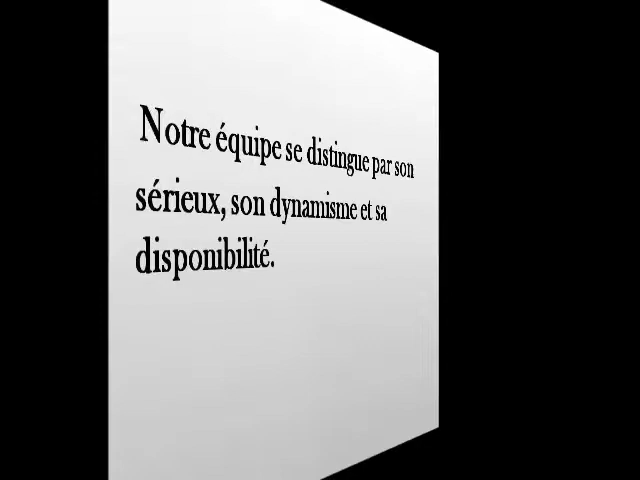 Notre équipe se distingue par son
sérieux, son dynamisme et sa
disponibilité.